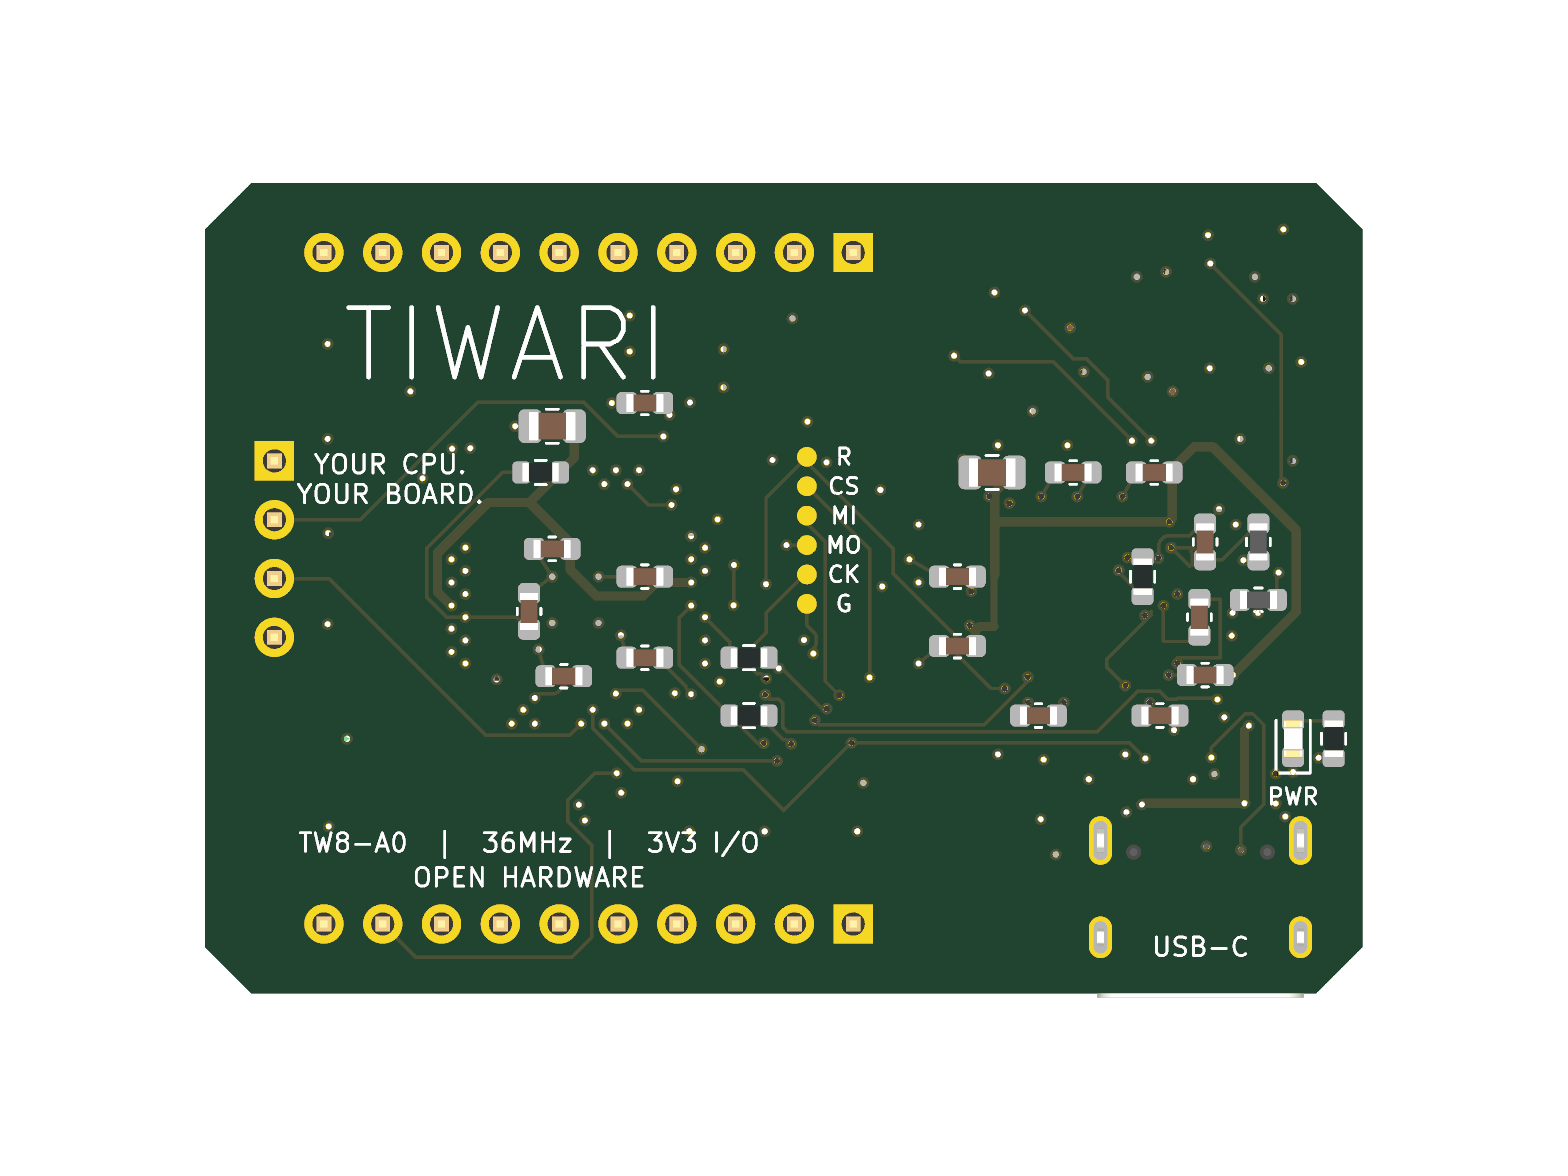 TIWARI
YOUR CPU.
YOUR BOARD.
R
CS
MI
MO
CK
G
PWR
TW8-A0 | 36MHz | 3V3 I/O
OPEN HARDWARE
USB-C